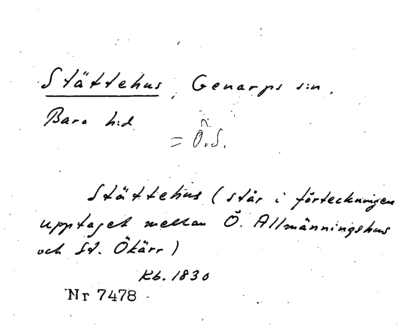 Stättehus, Genarps sn.
Bara hd
= Ö.S.
Stättehus (står i förteckningen
upptaget mellan Ö. Allmänningshus
och St. Ökärr)
Kb. 1830
Nr 7478